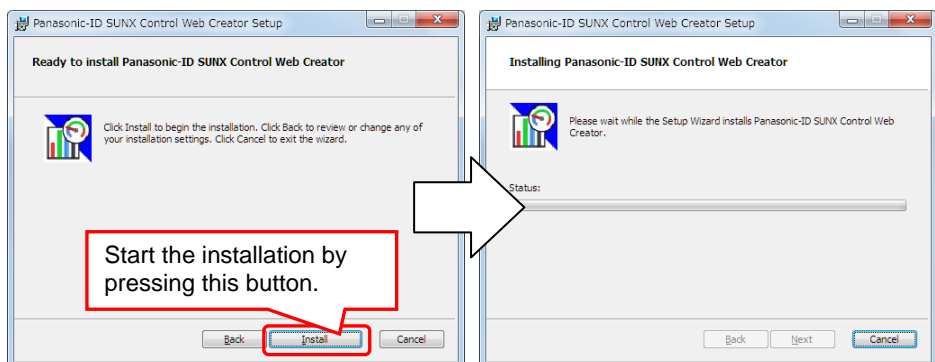 Panasonic-ID SUNX Control Web Creator Setup
Ready to install Panasonic-ID SUNX Control Web Creator
Click Install to begin the installation. Click Back to review or change any of
your installation settings. Click Cancel to exit the wizard.
Start the installation by
pressing this button.
Back
Install
Cancel
Panasonic-ID SUNX Control Web Creator Setup
Installing Panasonic-ID SUNX Control Web Creator
Please wait while the Setup Wizard installs Panasonic-ID SUNX Control Web
Creator.
Status:
Back
Next
Cancel